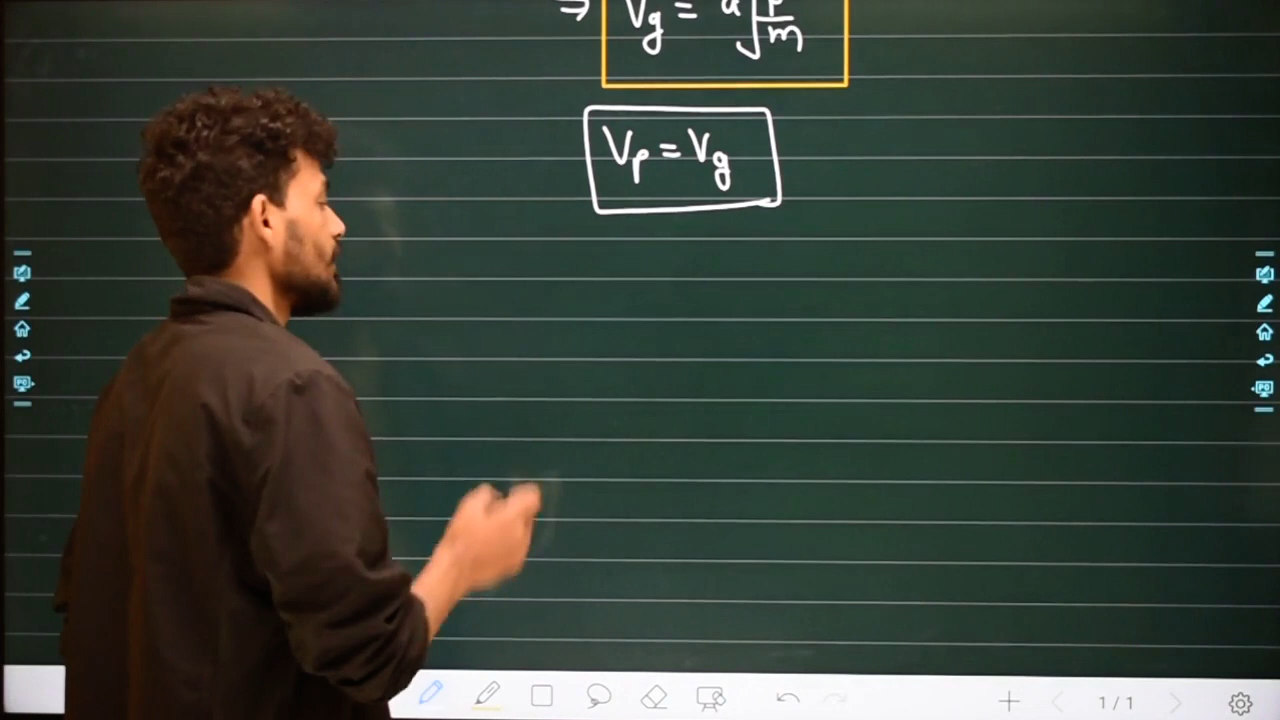 ⇒ Vg = a√β/m
Vp = Vg
1 / 1